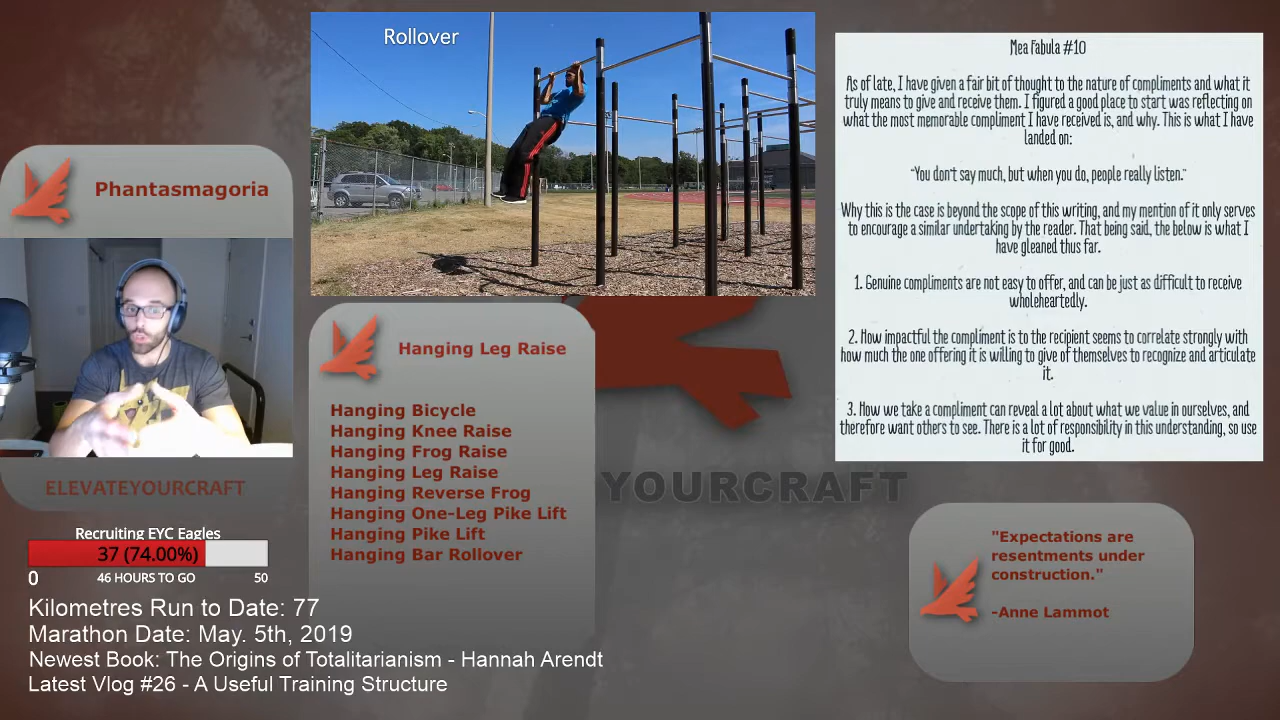 Rollover
Mea Fabula #10
As of late, I have given a fair bit of thought to the nature of compliments and what it
truly means to give and receive them. I figured a good place to start was reflecting on
what the most memorable compliment I have received is, and why. This is what I have
landed on:
"You don't say much, but when you do, people really listen."
Why this is the case is beyond the scope of this writing, and my mention of it only serves
to encourage a similar undertaking by the reader. That being said, the below is what I
have gleaned thus far.
1. Genuine compliments are not easy to offer, and can be just as difficult to receive
wholeheartedly.
2. How impactful the compliment is to the recipient seems to correlate strongly with
how much the one offering it is willing to give of themselves to recognize and articulate
it.
3. How we take a compliment can reveal a lot about what we value in ourselves, and
therefore want others to see. There is a lot of responsibility in this understanding, so use
it for good.
Phantasmagoria
Hanging Leg Raise
Hanging Bicycle
Hanging Knee Raise
Hanging Frog Raise
Hanging Leg Raise
Hanging Reverse Frog
Hanging One-Leg Pike Lift
Hanging Pike Lift
Hanging Bar Rollover
YOURCRAFT
ELEVATEYOURCRAFT
Recruiting EYC Eagles
37 (74.00%)
0 46 HOURS TO GO 50
Kilometres Run to Date: 77
Marathon Date: May. 5th, 2019
Newest Book: The Origins of Totalitarianism - Hannah Arendt
Latest Vlog #26 - A Useful Training Structure
"Expectations are
resentments under
construction."
-Anne Lammot